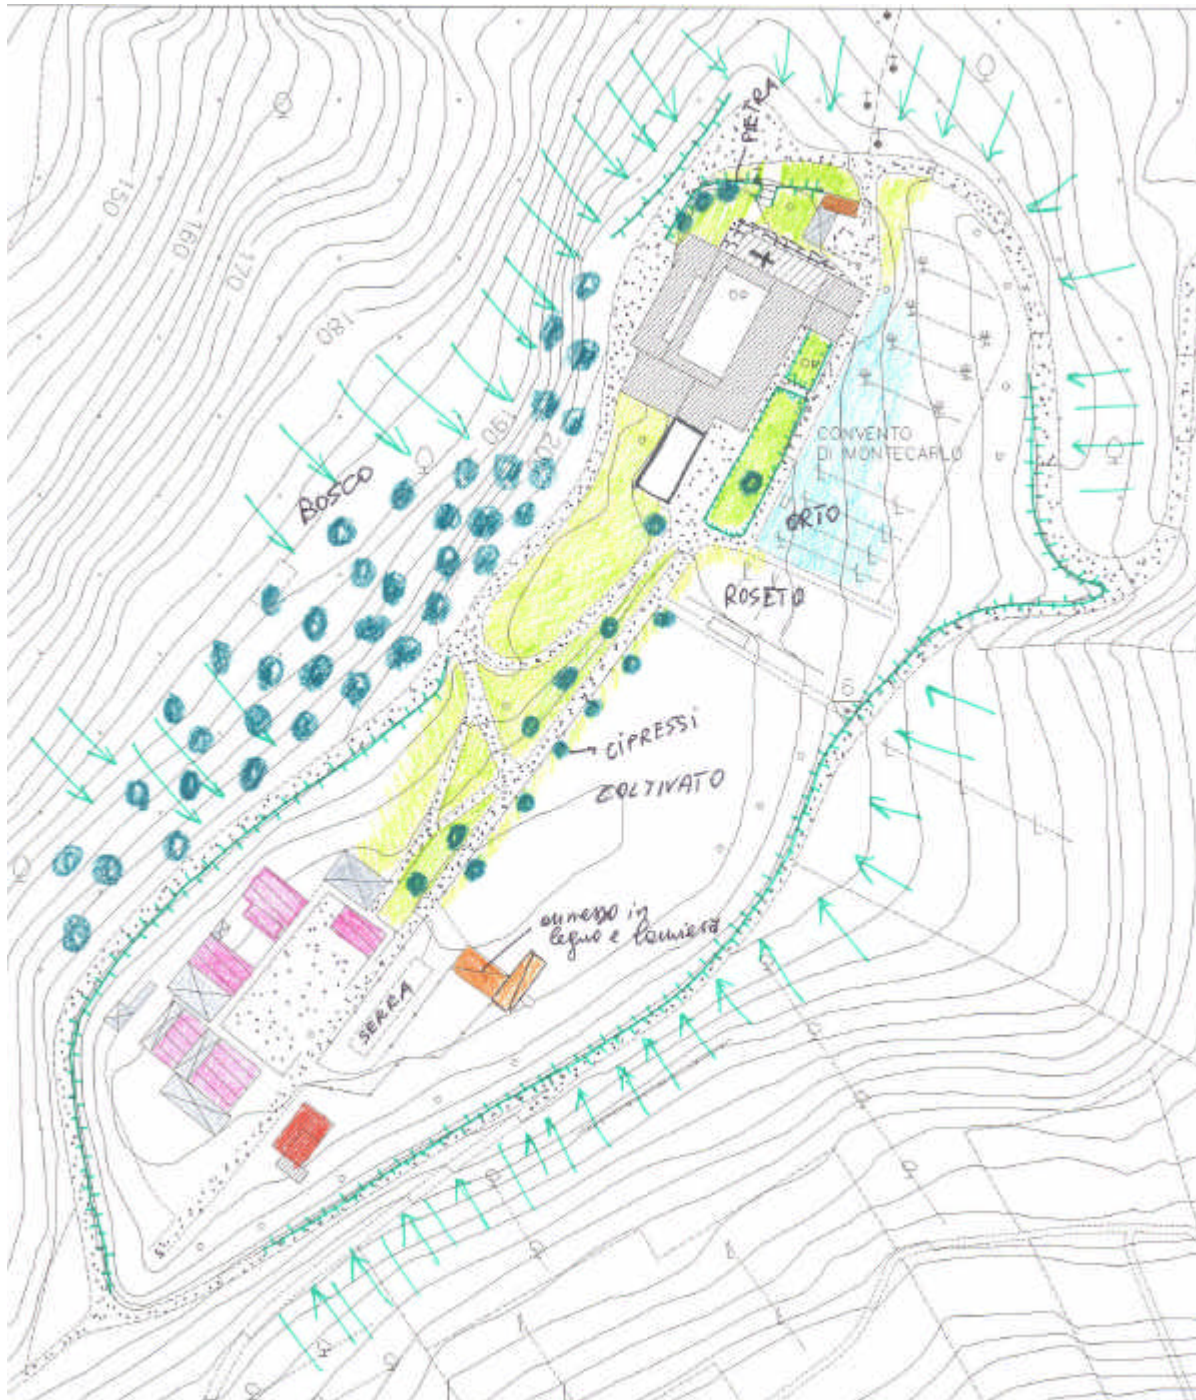 PIETRA
150
160
170
180
190
200
CONVENTO
DI MONTECARLO
BOSCO
ORTO
ROSETO
CIPRESSI
COLTIVATO
annesso in
legno e lamiera
SERRA